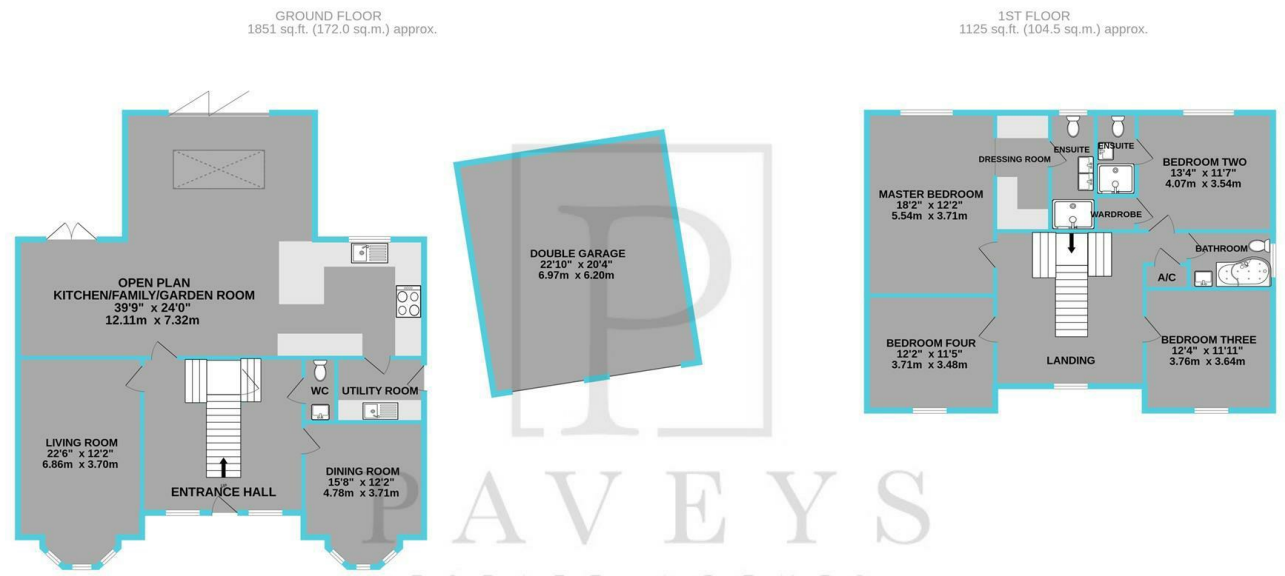 GROUND FLOOR
1851 sq.ft. (172.0 sq.m.) approx.
OPEN PLAN
KITCHEN/FAMILY/GARDEN ROOM
39'9" x 24'0"
12.11m x 7.32m
LIVING ROOM
22'6" x 12'2"
6.86m x 3.70m
ENTRANCE HALL
UP
WC
UTILITY ROOM
DINING ROOM
15'8" x 12'2"
4.78m x 3.71m
DOUBLE GARAGE
22'10" x 20'4"
6.97m x 6.20m
P
PAVEYS
1ST FLOOR
1125 sq.ft. (104.5 sq.m.) approx.
MASTER BEDROOM
18'2" x 12'2"
5.54m x 3.71m
DRESSING ROOM
ENSUITE
ENSUITE
BEDROOM TWO
13'4" x 11'7"
4.07m x 3.54m
WARDROBE
BATHROOM
A/C
BEDROOM FOUR
12'2" x 11'5"
3.71m x 3.48m
LANDING
BEDROOM THREE
12'4" x 11'11"
3.76m x 3.64m